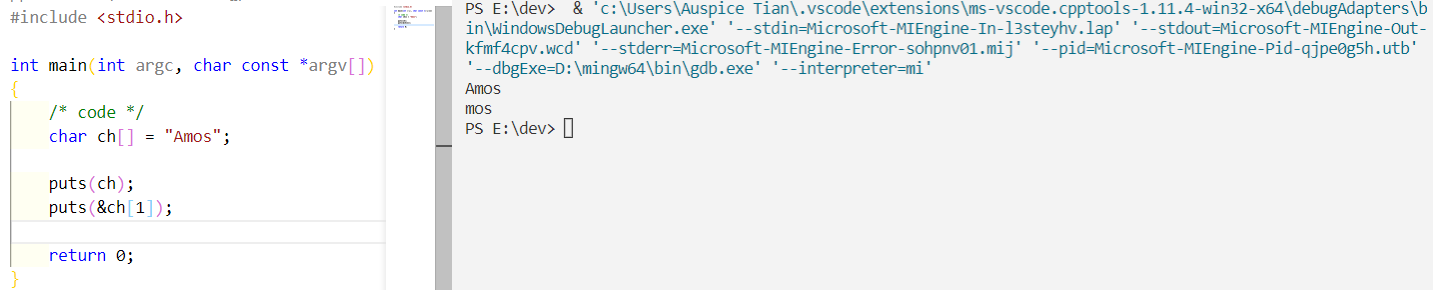 #include <stdio.h>
int main(int argc, char const *argv[])
{
/* code */
char ch[] = "Amos";
puts(ch);
puts(&ch[1]);
return 0;
}
PS E:\dev>  & 'c:\Users\Auspice Tian\.vscode\extensions\ms-vscode.cpptools-1.11.4-win32-x64\debugAdapters\b
in\WindowsDebugLauncher.exe' '--stdin=Microsoft-MIEngine-In-l3steyhv.lap' '--stdout=Microsoft-MIEngine-Out-
kfmf4cpv.wcd' '--stderr=Microsoft-MIEngine-Error-sohpnv01.mij' '--pid=Microsoft-MIEngine-Pid-qjpe0g5h.utb'
'--dbgExe=D:\mingw64\bin\gdb.exe' '--interpreter=mi'
Amos
mos
PS E:\dev>